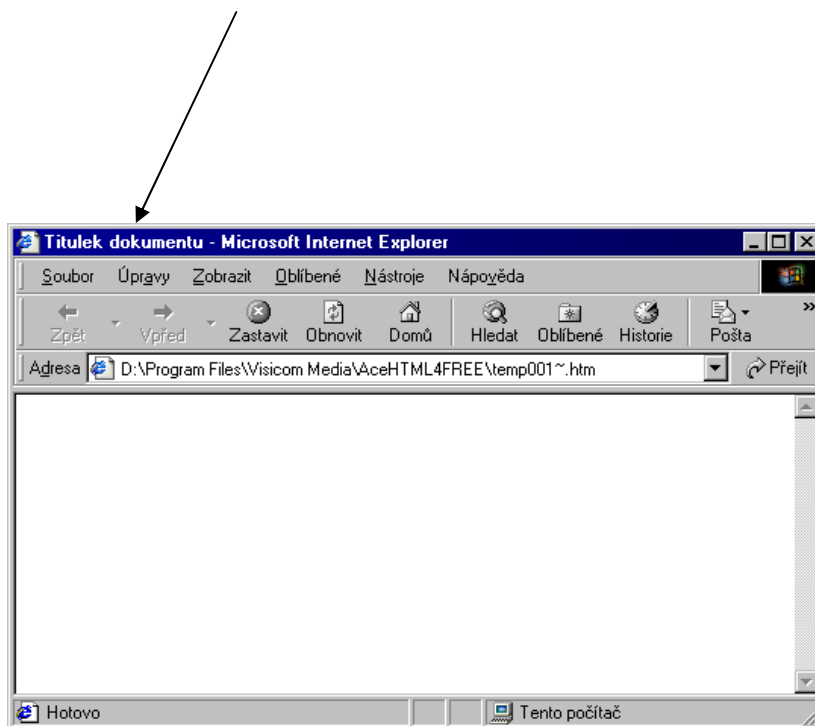 Titulek dokumentu - Microsoft Internet Explorer
Soubor Úpravy Zobrazit Oblíbené Nástroje Nápověda
Zpět Vpřed Zastavit Obnovit Domů Hledat Oblíbené Historie Pošta »
Adresa D:\Program Files\Visicom Media\AceHTML4FREE\temp001~.htm Přejít
Hotovo Tento počítač